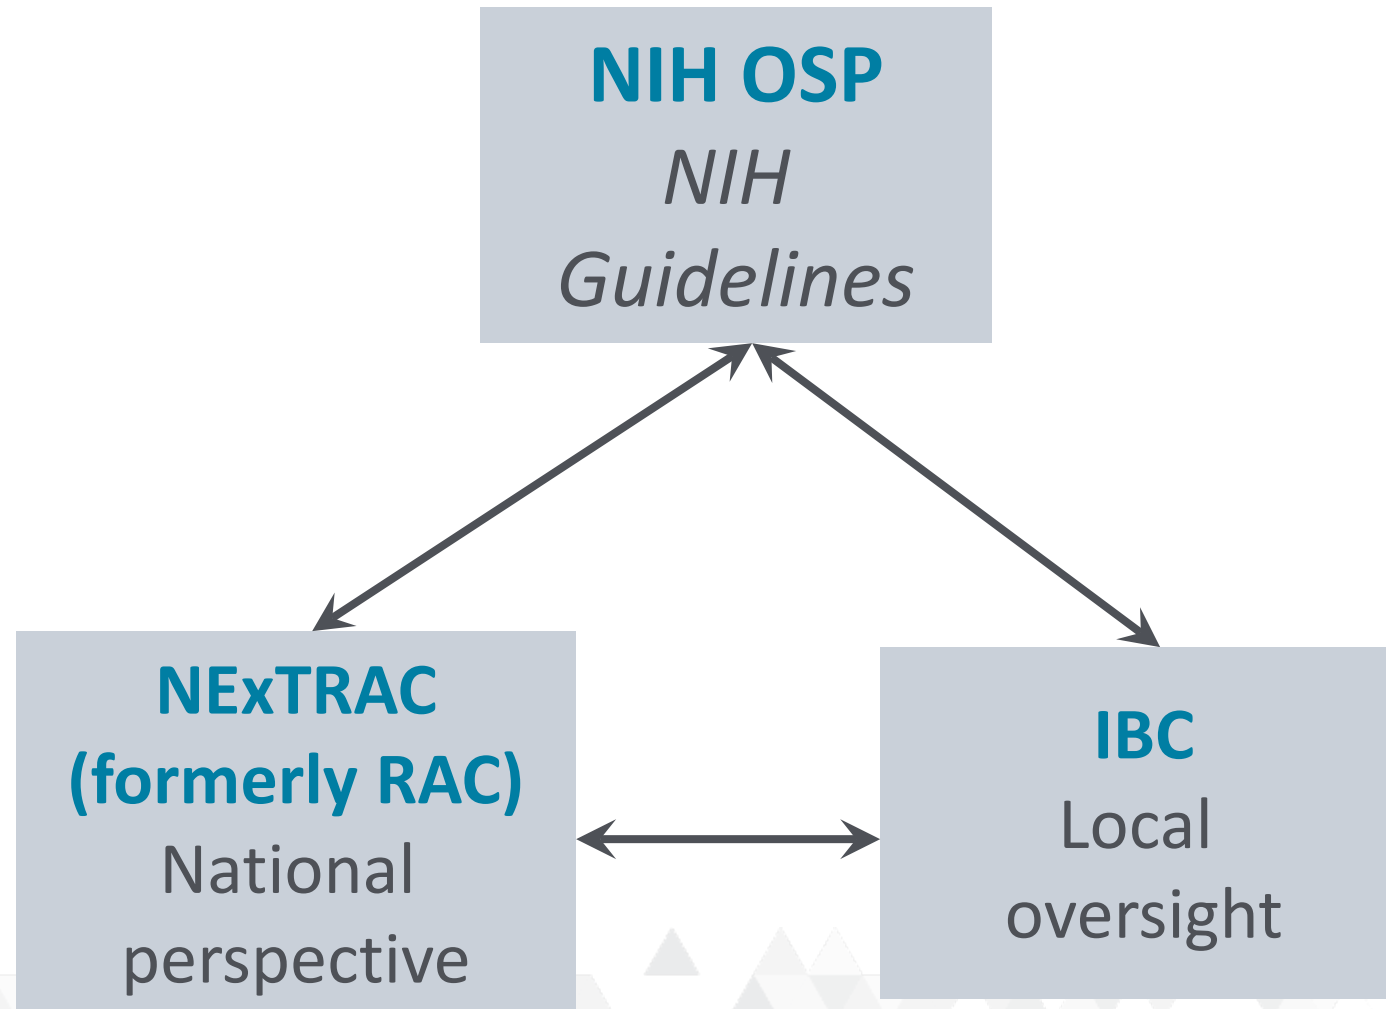 NIH OSP
NIH
Guidelines
NExTRAC
(formerly RAC)
National
perspective
IBC
Local
oversight